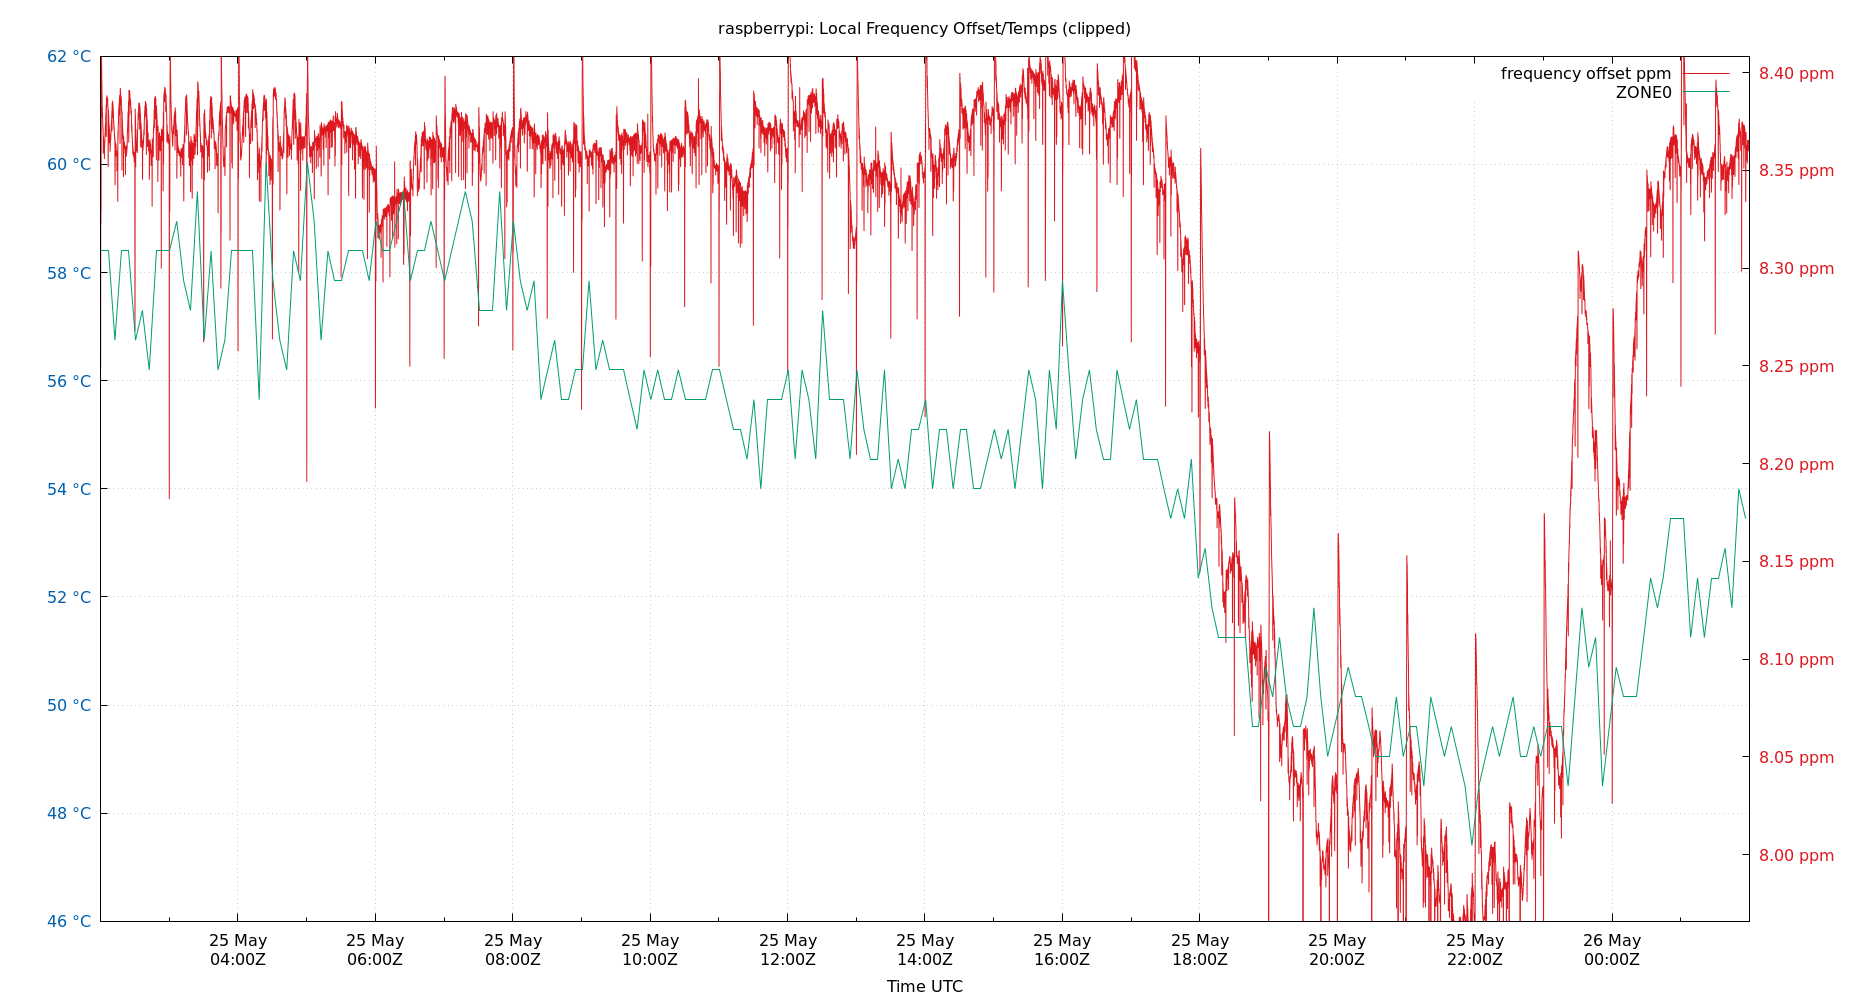 raspberrypi: Local Frequency Offset/Temps (clipped)
62 °C
60 °C
58 °C
56 °C
54 °C
52 °C
50 °C
48 °C
46 °C
frequency offset ppm
ZONE0
8.40 ppm
8.35 ppm
8.30 ppm
8.25 ppm
8.20 ppm
8.15 ppm
8.10 ppm
8.05 ppm
8.00 ppm
25 May 25 May 25 May 25 May 25 May 25 May 25 May 25 May 25 May 25 May 26 May
04:00Z 06:00Z 08:00Z 10:00Z 12:00Z 14:00Z 16:00Z 18:00Z 20:00Z 22:00Z 00:00Z
Time UTC